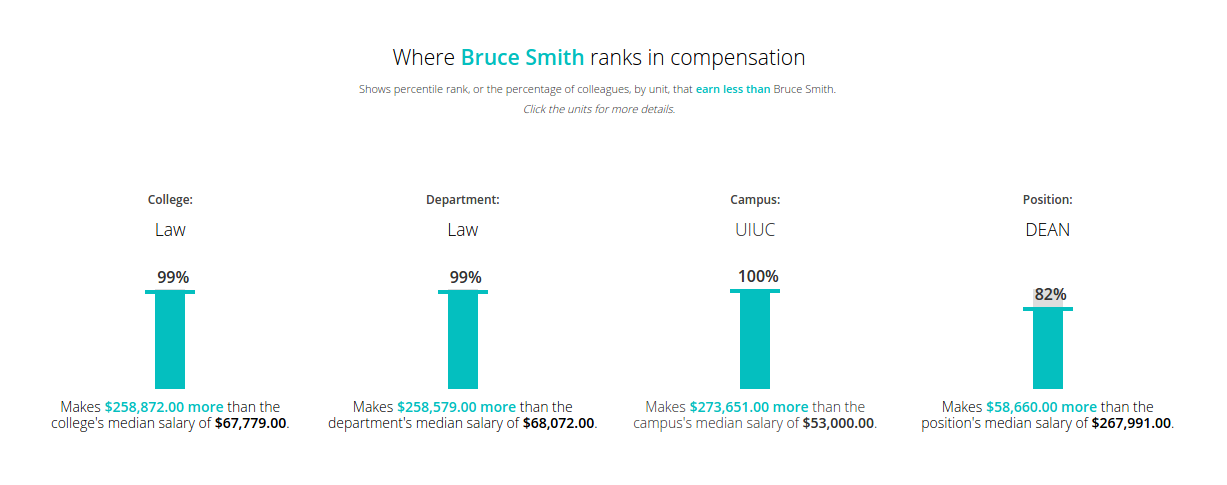 Where Bruce Smith ranks in compensation
Shows percentile rank, or the percentage of colleagues, by unit, that earn less than Bruce Smith.
Click the units for more details.
College:
Law
99%
Makes $258,872.00 more than the
college's median salary of $67,779.00.
Department:
Law
99%
Makes $258,579.00 more than the
department's median salary of $68,072.00.
Campus:
UIUC
100%
Makes $273,651.00 more than the
campus's median salary of $53,000.00.
Position:
DEAN
82%
Makes $58,660.00 more than the
position's median salary of $267,991.00.